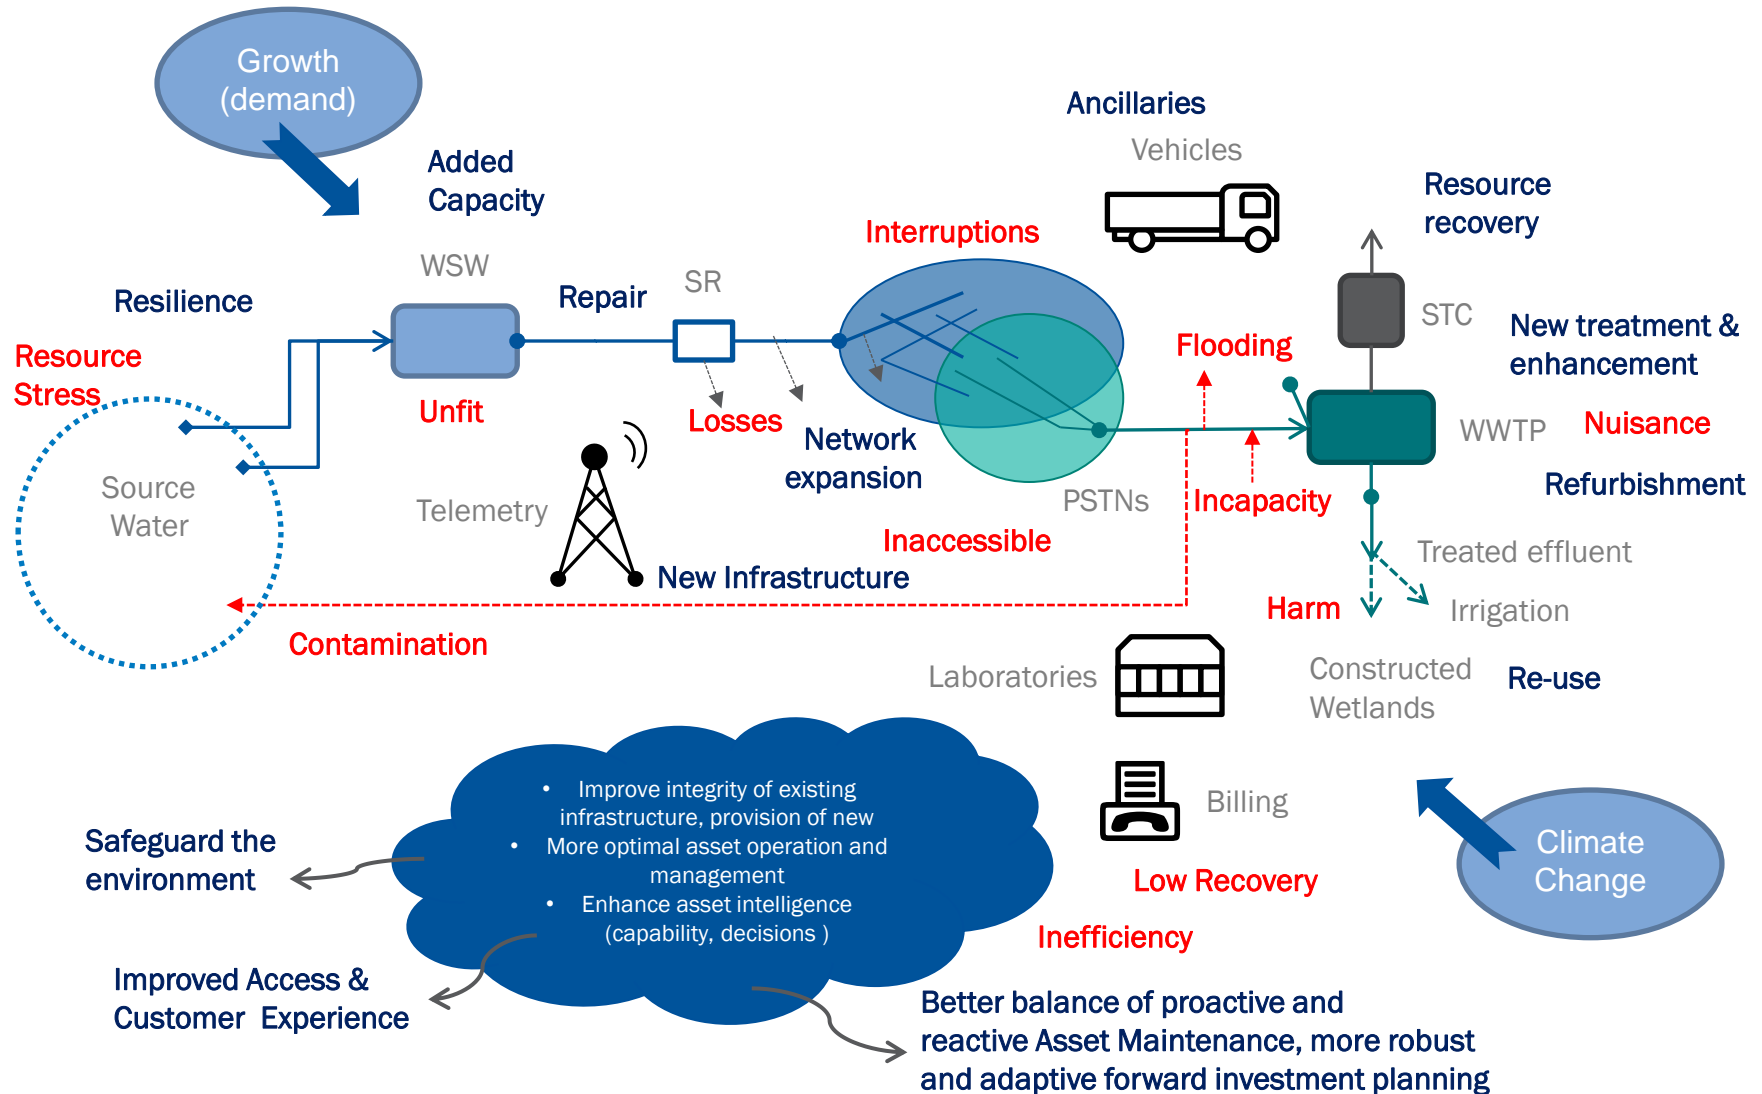 Growth
(demand)
Ancillaries
Vehicles
Added
Capacity
Resource
recovery
Interruptions
WSW
SR
Resilience
Repair
STC
New treatment &
enhancement
Resource
Stress
Flooding
Unfit
Losses
Network
expansion
WWTP
Nuisance
Source
Water
Telemetry
PSTNs
Incapacity
Refurbishment
Inaccessible
Treated effluent
New Infrastructure
Harm
Irrigation
Contamination
Laboratories
Constructed
Wetlands
Re-use
• Improve integrity of existing
infrastructure, provision of new
• More optimal asset operation and
management
• Enhance asset intelligence
(capability, decisions )
Billing
Safeguard the
environment
Climate
Change
Low Recovery
Inefficiency
Improved Access &
Customer Experience
Better balance of proactive and
reactive Asset Maintenance, more robust
and adaptive forward investment planning